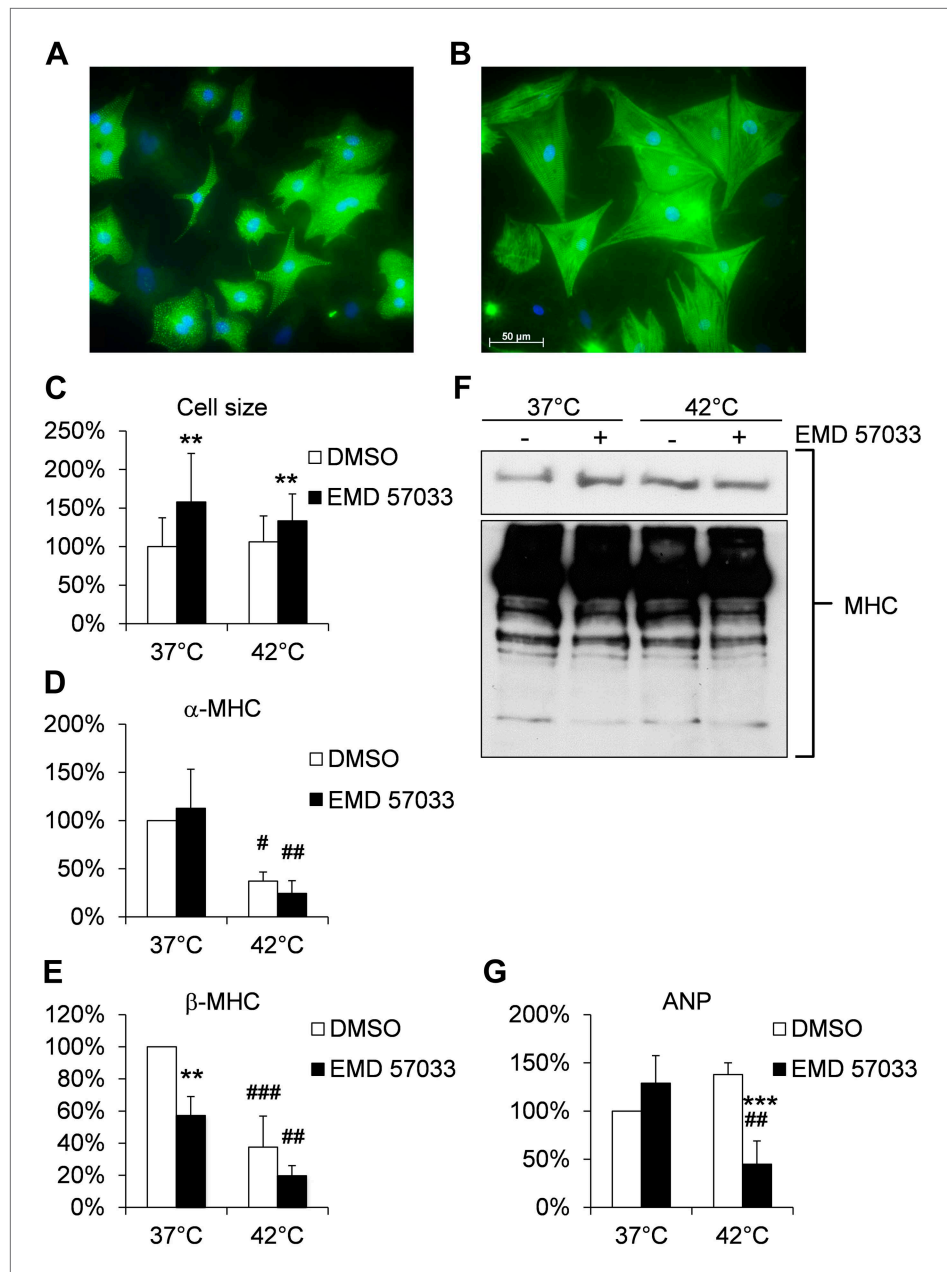 A
B
50 µm
C
Cell size
250%
200%
150%
100%
50%
0%
**
**
DMSO
EMD 57033
37°C
42°C
D
α-MHC
200%
150%
100%
50%
0%
#
##
DMSO
EMD 57033
37°C
42°C
E
β-MHC
120%
100%
80%
60%
40%
20%
0%
**
###
##
DMSO
EMD 57033
37°C
42°C
F
37°C
42°C
- + - + EMD 57033
MHC
G
ANP
200%
150%
100%
50%
0%
***
##
DMSO
EMD 57033
37°C
42°C